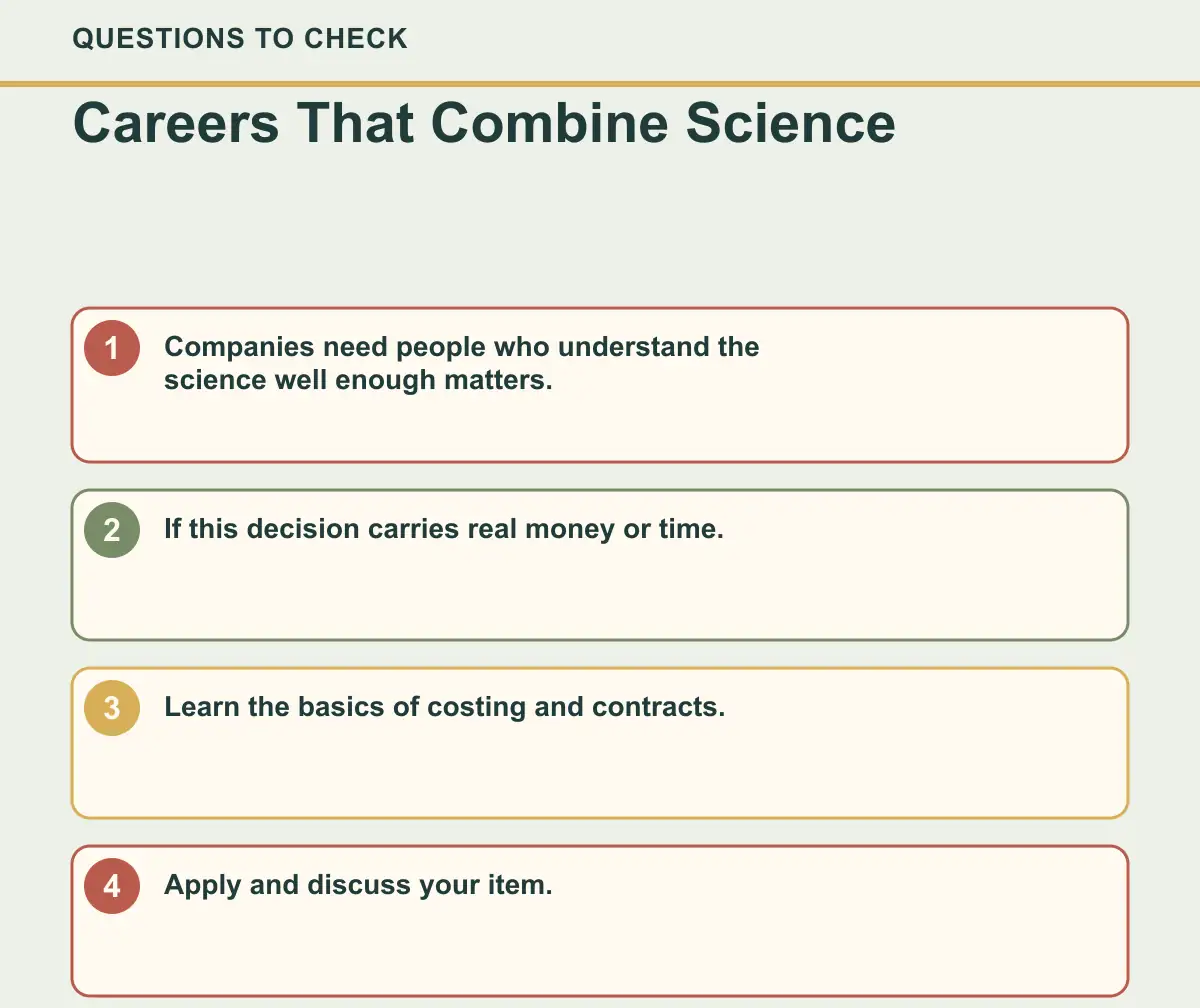 QUESTIONS TO CHECK
Careers That Combine Science
1
Companies need people who understand the
science well enough matters.
2
If this decision carries real money or time.
3
Learn the basics of costing and contracts.
4
Apply and discuss your item.